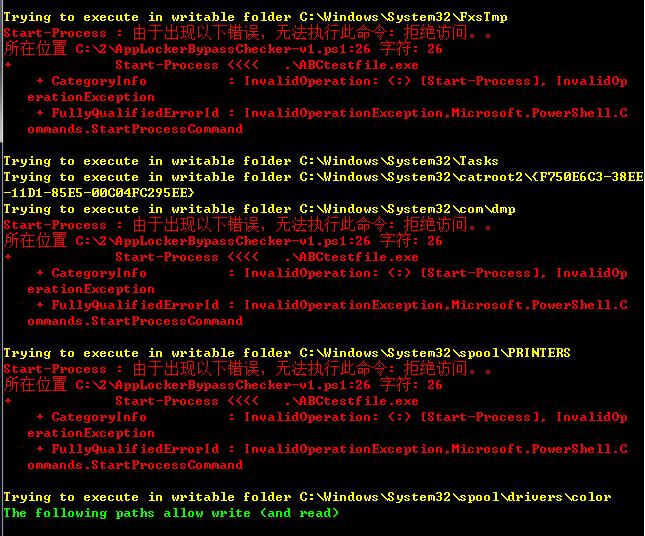 Trying to execute in writable folder C:\Windows\System32\FxsTmp
Start-Process : 由于出现以下错误，无法执行此命令: 拒绝访问。。
所在位置 C:\2\AppLockerBypassChecker-v1.ps1:26 字符: 26
+ Start-Process <<<< .\ABCtestfile.exe
+ CategoryInfo : InvalidOperation: (:) [Start-Process], InvalidOp
erationException
+ FullyQualifiedErrorId : InvalidOperationException,Microsoft.PowerShell.C
ommands.StartProcessCommand
Trying to execute in writable folder C:\Windows\System32\Tasks
Trying to execute in writable folder C:\Windows\System32\catroot2\{F750E6C3-38EE
-11D1-85E5-00C04FC295EE}
Trying to execute in writable folder C:\Windows\System32\com\dmp
Start-Process : 由于出现以下错误，无法执行此命令: 拒绝访问。。
所在位置 C:\2\AppLockerBypassChecker-v1.ps1:26 字符: 26
+ Start-Process <<<< .\ABCtestfile.exe
+ CategoryInfo : InvalidOperation: (:) [Start-Process], InvalidOp
erationException
+ FullyQualifiedErrorId : InvalidOperationException,Microsoft.PowerShell.C
ommands.StartProcessCommand
Trying to execute in writable folder C:\Windows\System32\spool\PRINTERS
Start-Process : 由于出现以下错误，无法执行此命令: 拒绝访问。。
所在位置 C:\2\AppLockerBypassChecker-v1.ps1:26 字符: 26
+ Start-Process <<<< .\ABCtestfile.exe
+ CategoryInfo : InvalidOperation: (:) [Start-Process], InvalidOp
erationException
+ FullyQualifiedErrorId : InvalidOperationException,Microsoft.PowerShell.C
ommands.StartProcessCommand
Trying to execute in writable folder C:\Windows\System32\spool\drivers\color
The following paths allow write (and read)